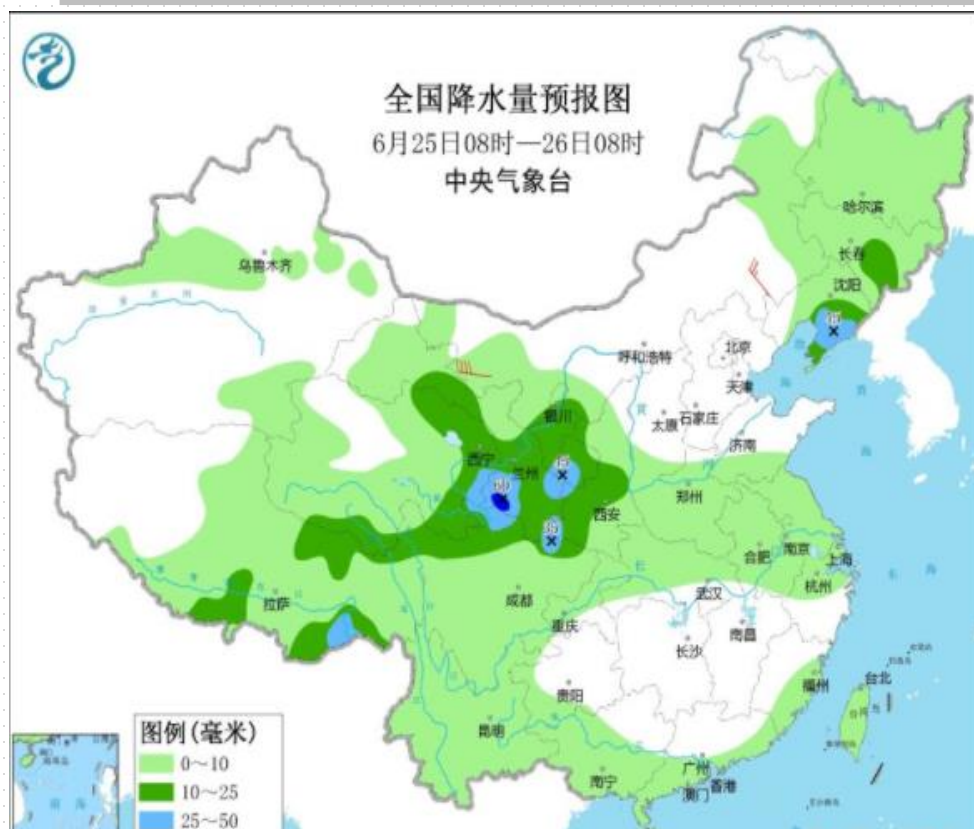 全国降水量预报图
6月25日08时—26日08时
中央气象台
哈尔滨
长春
沈阳
乌鲁木齐
呼和浩特
北京
天津
银川
太原
石家庄
济南
西宁
兰州
郑州
西安
合肥
南京
上海
成都
武汉
杭州
拉萨
重庆
长沙
南昌
贵阳
福州
台北
昆明
广州
南宁
香港
澳门
图例(毫米)
0～10
10～25
25～50